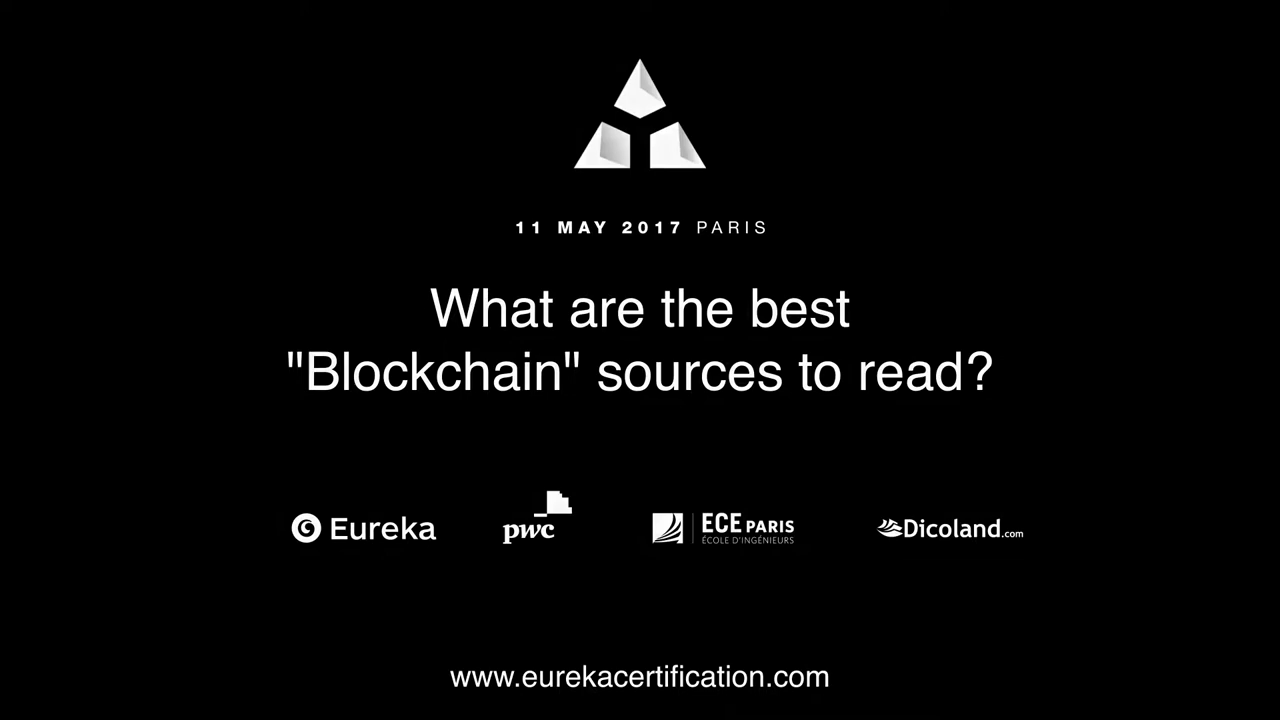 11 MAY 2017 PARIS
What are the best
"Blockchain" sources to read?
Eureka
pwc
ECE PARIS
ÉCOLE D'INGÉNIEURS
Dicoland.com
www.eurekacertification.com